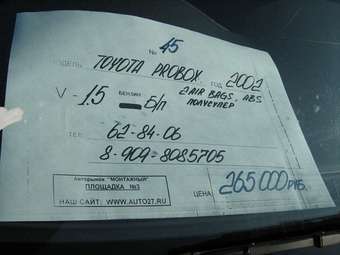 № 45
МОДЕЛЬ: TOYOTA PROBOX ГОД 2002
V - 1.5 БЕНЗИН Б/П 2 AIR BAGS, ABS
ПОЛУСУПЕР
ТЕЛ: 62-84-06
8-909-8085705
Авторынок "МОНТАЖНЫЙ"
ПЛОЩАДКА №3
НАШ САЙТ: WWW.AUTO27.RU
ЦЕНА: 265000 РУБ.